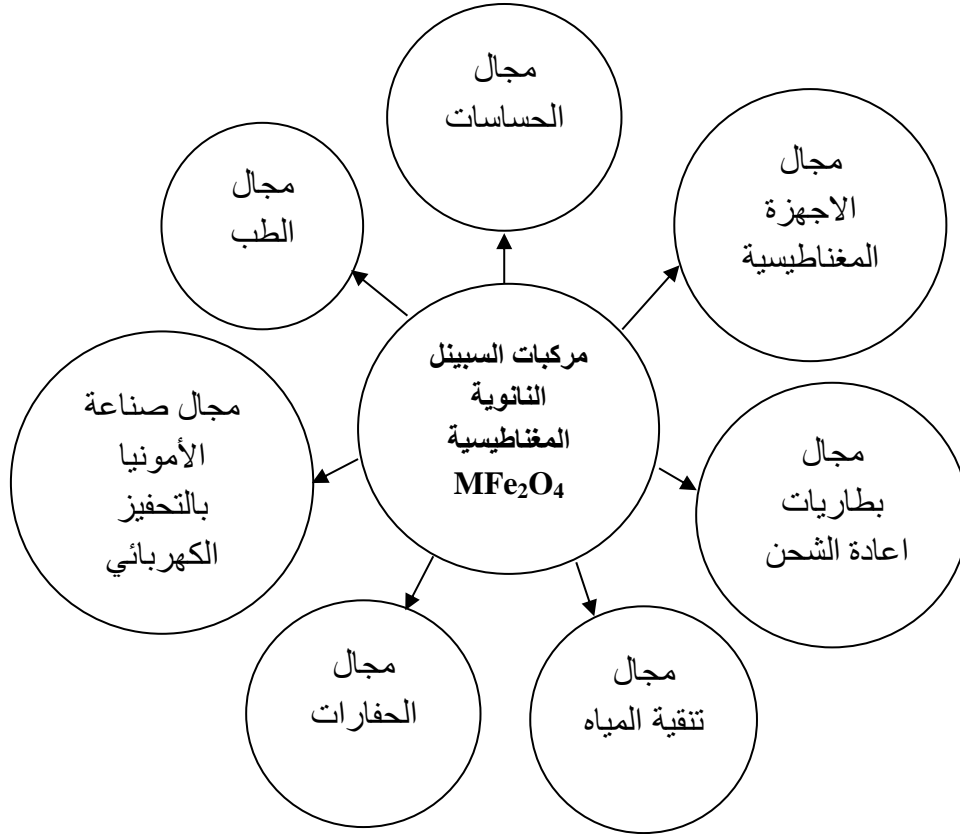 مجال
الحساسات
مجال
الاجهزة
المغناطيسية
مجال
الطب
مركبات السبينل
النانوية
المغناطيسية
MFe₂O₄
مجال صناعة
الأمونيا
بالتحفيز
الكهربائي
مجال
بطاريات
اعادة الشحن
مجال
الحفارات
مجال
تنقية المياه